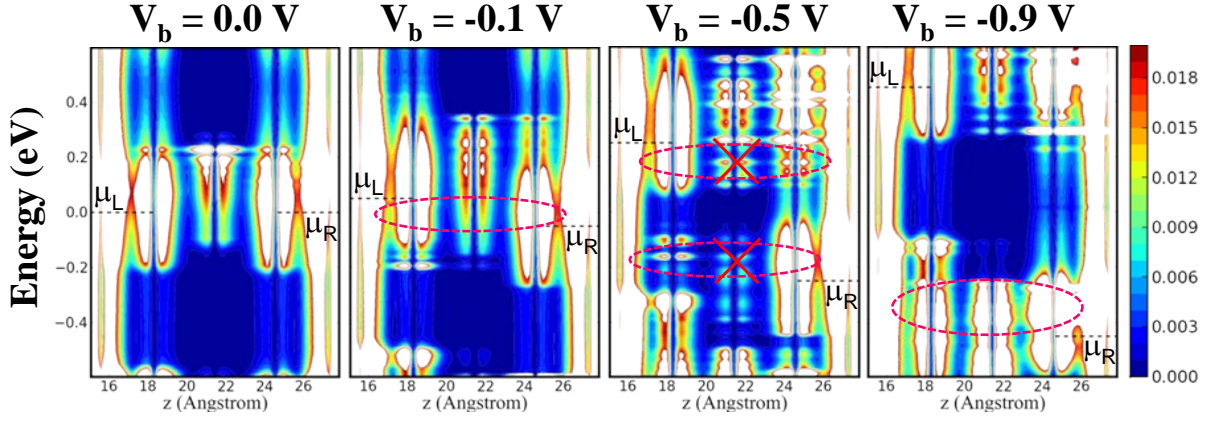 V_b = 0.0 V V_b = -0.1 V V_b = -0.5 V V_b = -0.9 V
Energy (eV)
0.4
0.2
0.0
−0.2
−0.4
μ_L
μ_R
μ_L
μ_R
μ_L
μ_R
μ_L
μ_R
0.018
0.015
0.012
0.009
0.006
0.003
0.000
16 18 20 22 24 26
16 18 20 22 24 26
16 18 20 22 24 26
16 18 20 22 24 26
z (Angstrom) z (Angstrom) z (Angstrom) z (Angstrom)